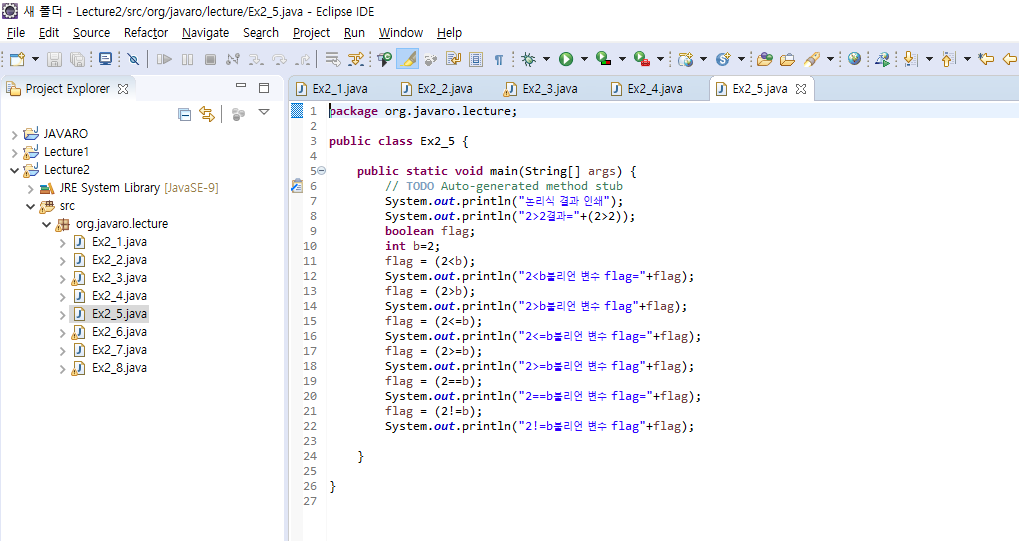 새 폴더 - Lecture2/src/org/javaro/lecture/Ex2_5.java - Eclipse IDE
File Edit Source Refactor Navigate Search Project Run Window Help
Project Explorer
Ex2_1.java Ex2_2.java Ex2_3.java Ex2_4.java Ex2_5.java
JAVARO
Lecture1
Lecture2
JRE System Library [JavaSE-9]
src
org.javaro.lecture
Ex2_1.java
Ex2_2.java
Ex2_3.java
Ex2_4.java
Ex2_5.java
Ex2_6.java
Ex2_7.java
Ex2_8.java
1 package org.javaro.lecture;
2
3 public class Ex2_5 {
4
5 public static void main(String[] args) {
6 // TODO Auto-generated method stub
7 System.out.println("논리식 결과 인쇄");
8 System.out.println("2>2결과="+(2>2));
9 boolean flag;
10 int b=2;
11 flag = (2<b);
12 System.out.println("2<b불리언 변수 flag="+flag);
13 flag = (2>b);
14 System.out.println("2>b불리언 변수 flag"+flag);
15 flag = (2<=b);
16 System.out.println("2<=b불리언 변수 flag="+flag);
17 flag = (2>=b);
18 System.out.println("2>=b불리언 변수 flag"+flag);
19 flag = (2==b);
20 System.out.println("2==b불리언 변수 flag="+flag);
21 flag = (2!=b);
22 System.out.println("2!=b불리언 변수 flag"+flag);
23
24 }
25
26 }
27